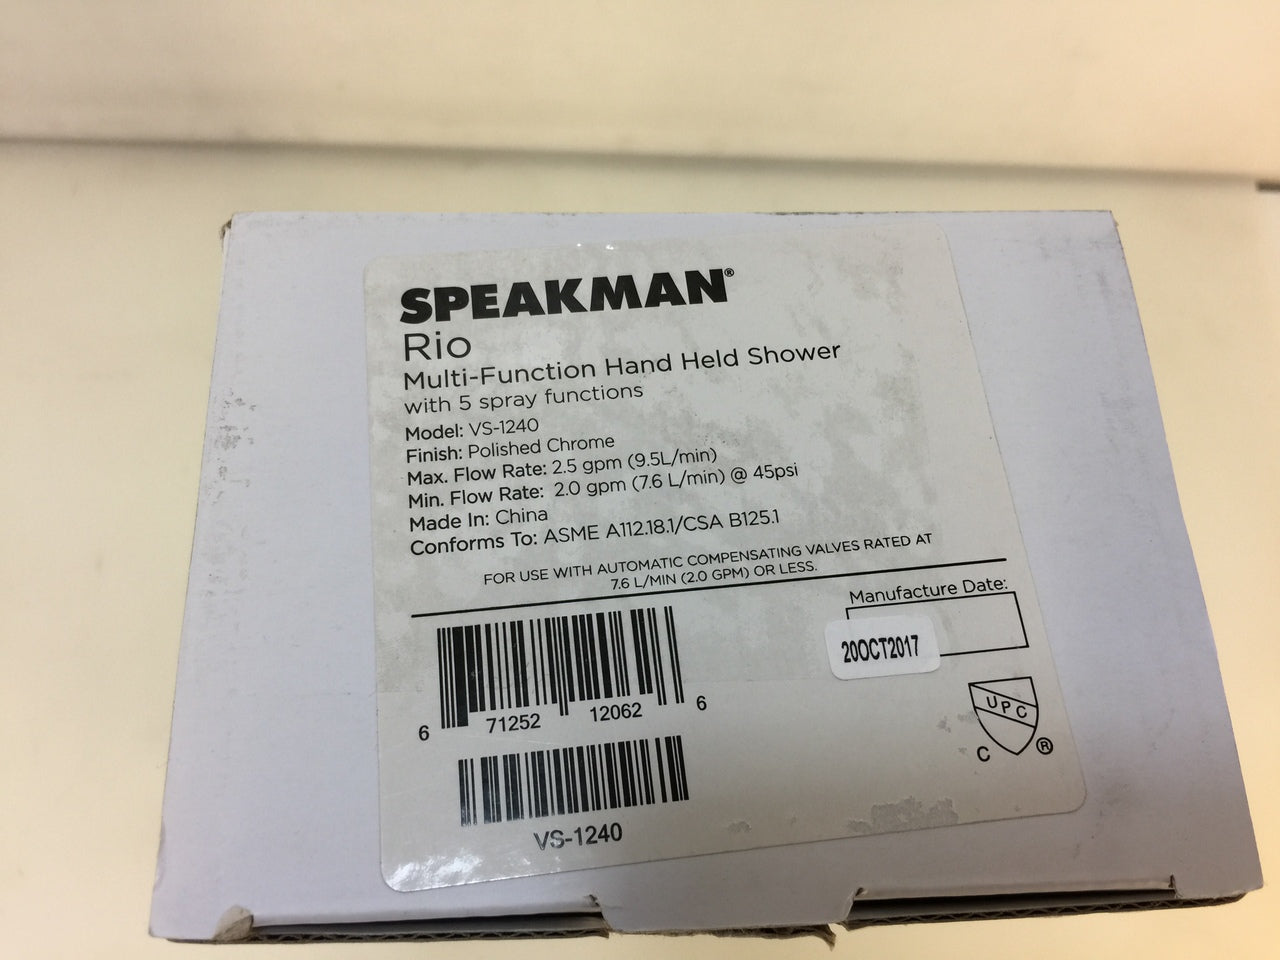 SPEAKMAN®
Rio
Multi-Function Hand Held Shower
with 5 spray functions
Model: VS-1240
Finish: Polished Chrome
Max. Flow Rate: 2.5 gpm (9.5L/min)
Min. Flow Rate: 2.0 gpm (7.6 L/min) @ 45psi
Made In: China
Conforms To: ASME A112.18.1/CSA B125.1
FOR USE WITH AUTOMATIC COMPENSATING VALVES RATED AT
7.6 L/MIN (2.0 GPM) OR LESS.
Manufacture Date:
20OCT2017
6 71252 12062 6
UPC
C ®
VS-1240